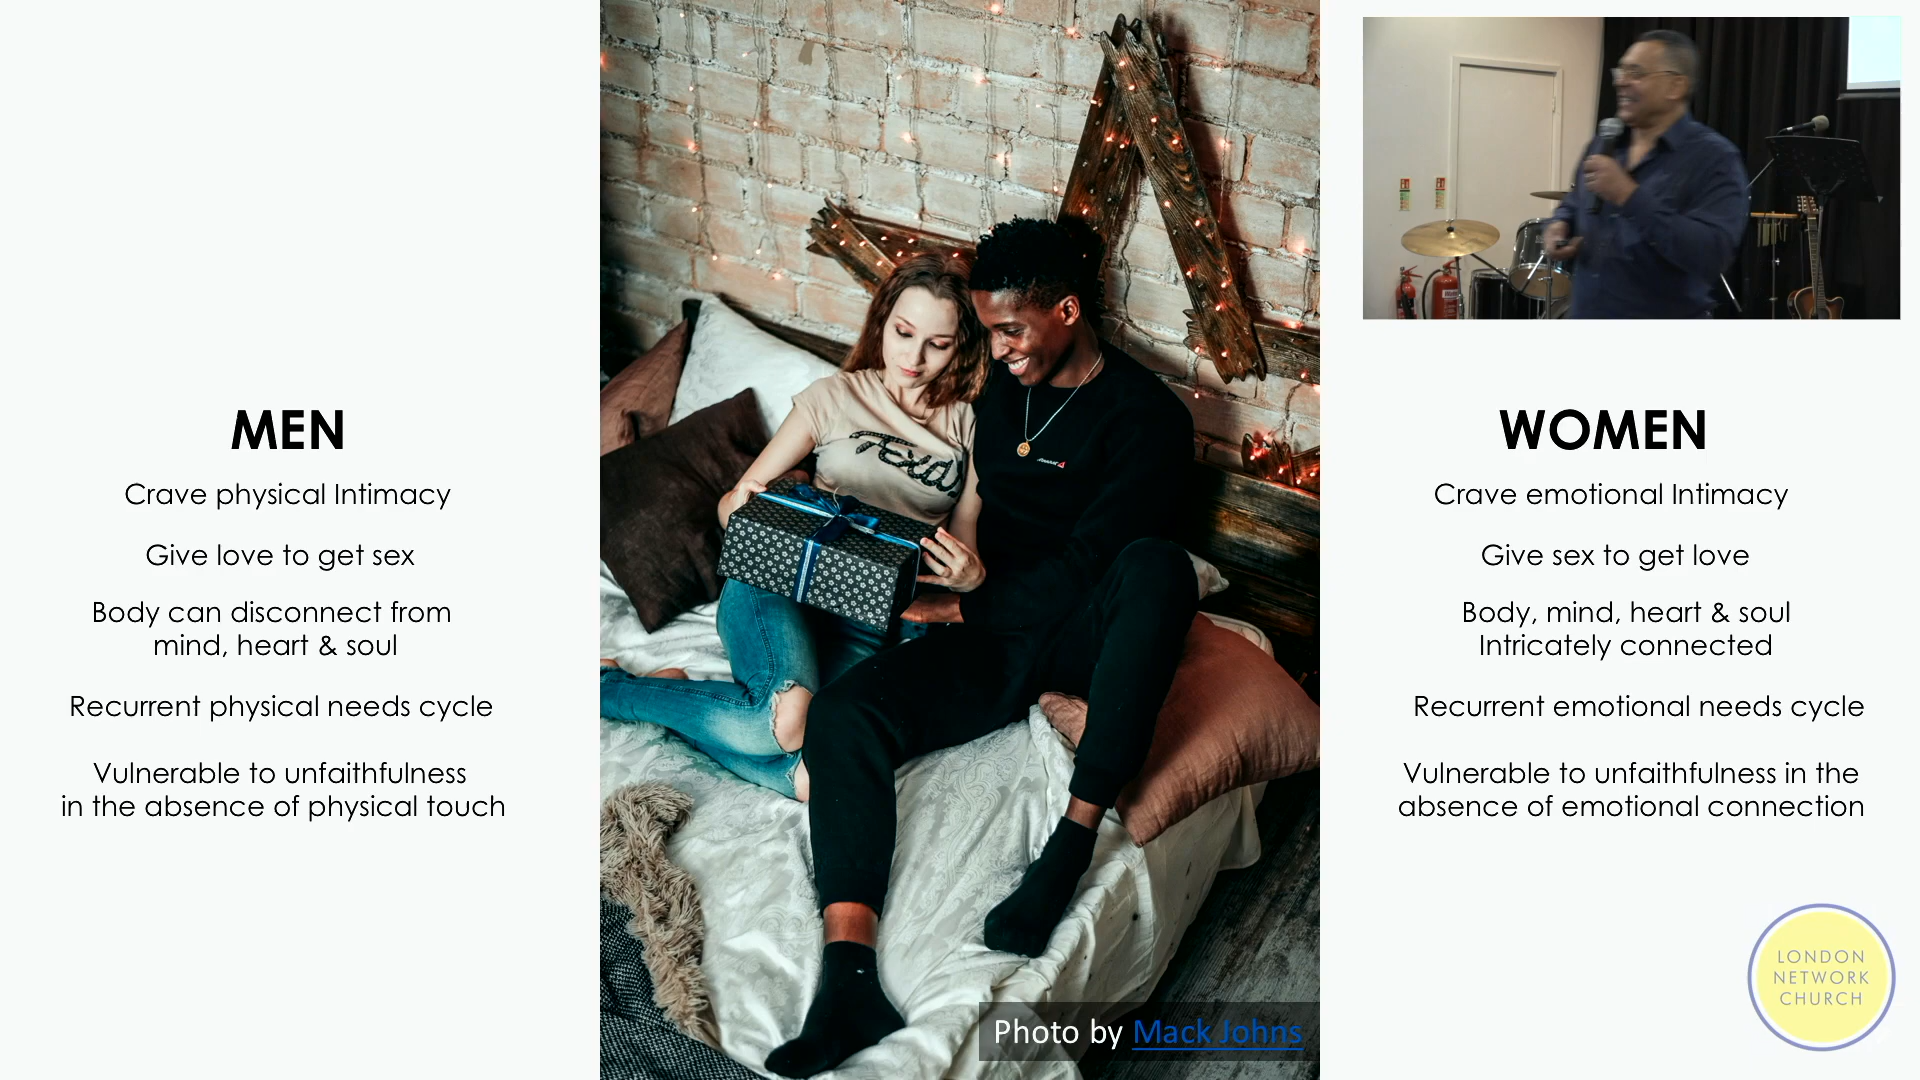 MEN
Crave physical Intimacy
Give love to get sex
Body can disconnect from
mind, heart & soul
Recurrent physical needs cycle
Vulnerable to unfaithfulness
in the absence of physical touch
Texas
Photo by Mack Johns
WOMEN
Crave emotional Intimacy
Give sex to get love
Body, mind, heart & soul
Intricately connected
Recurrent emotional needs cycle
Vulnerable to unfaithfulness in the
absence of emotional connection
LONDON
NETWORK
CHURCH